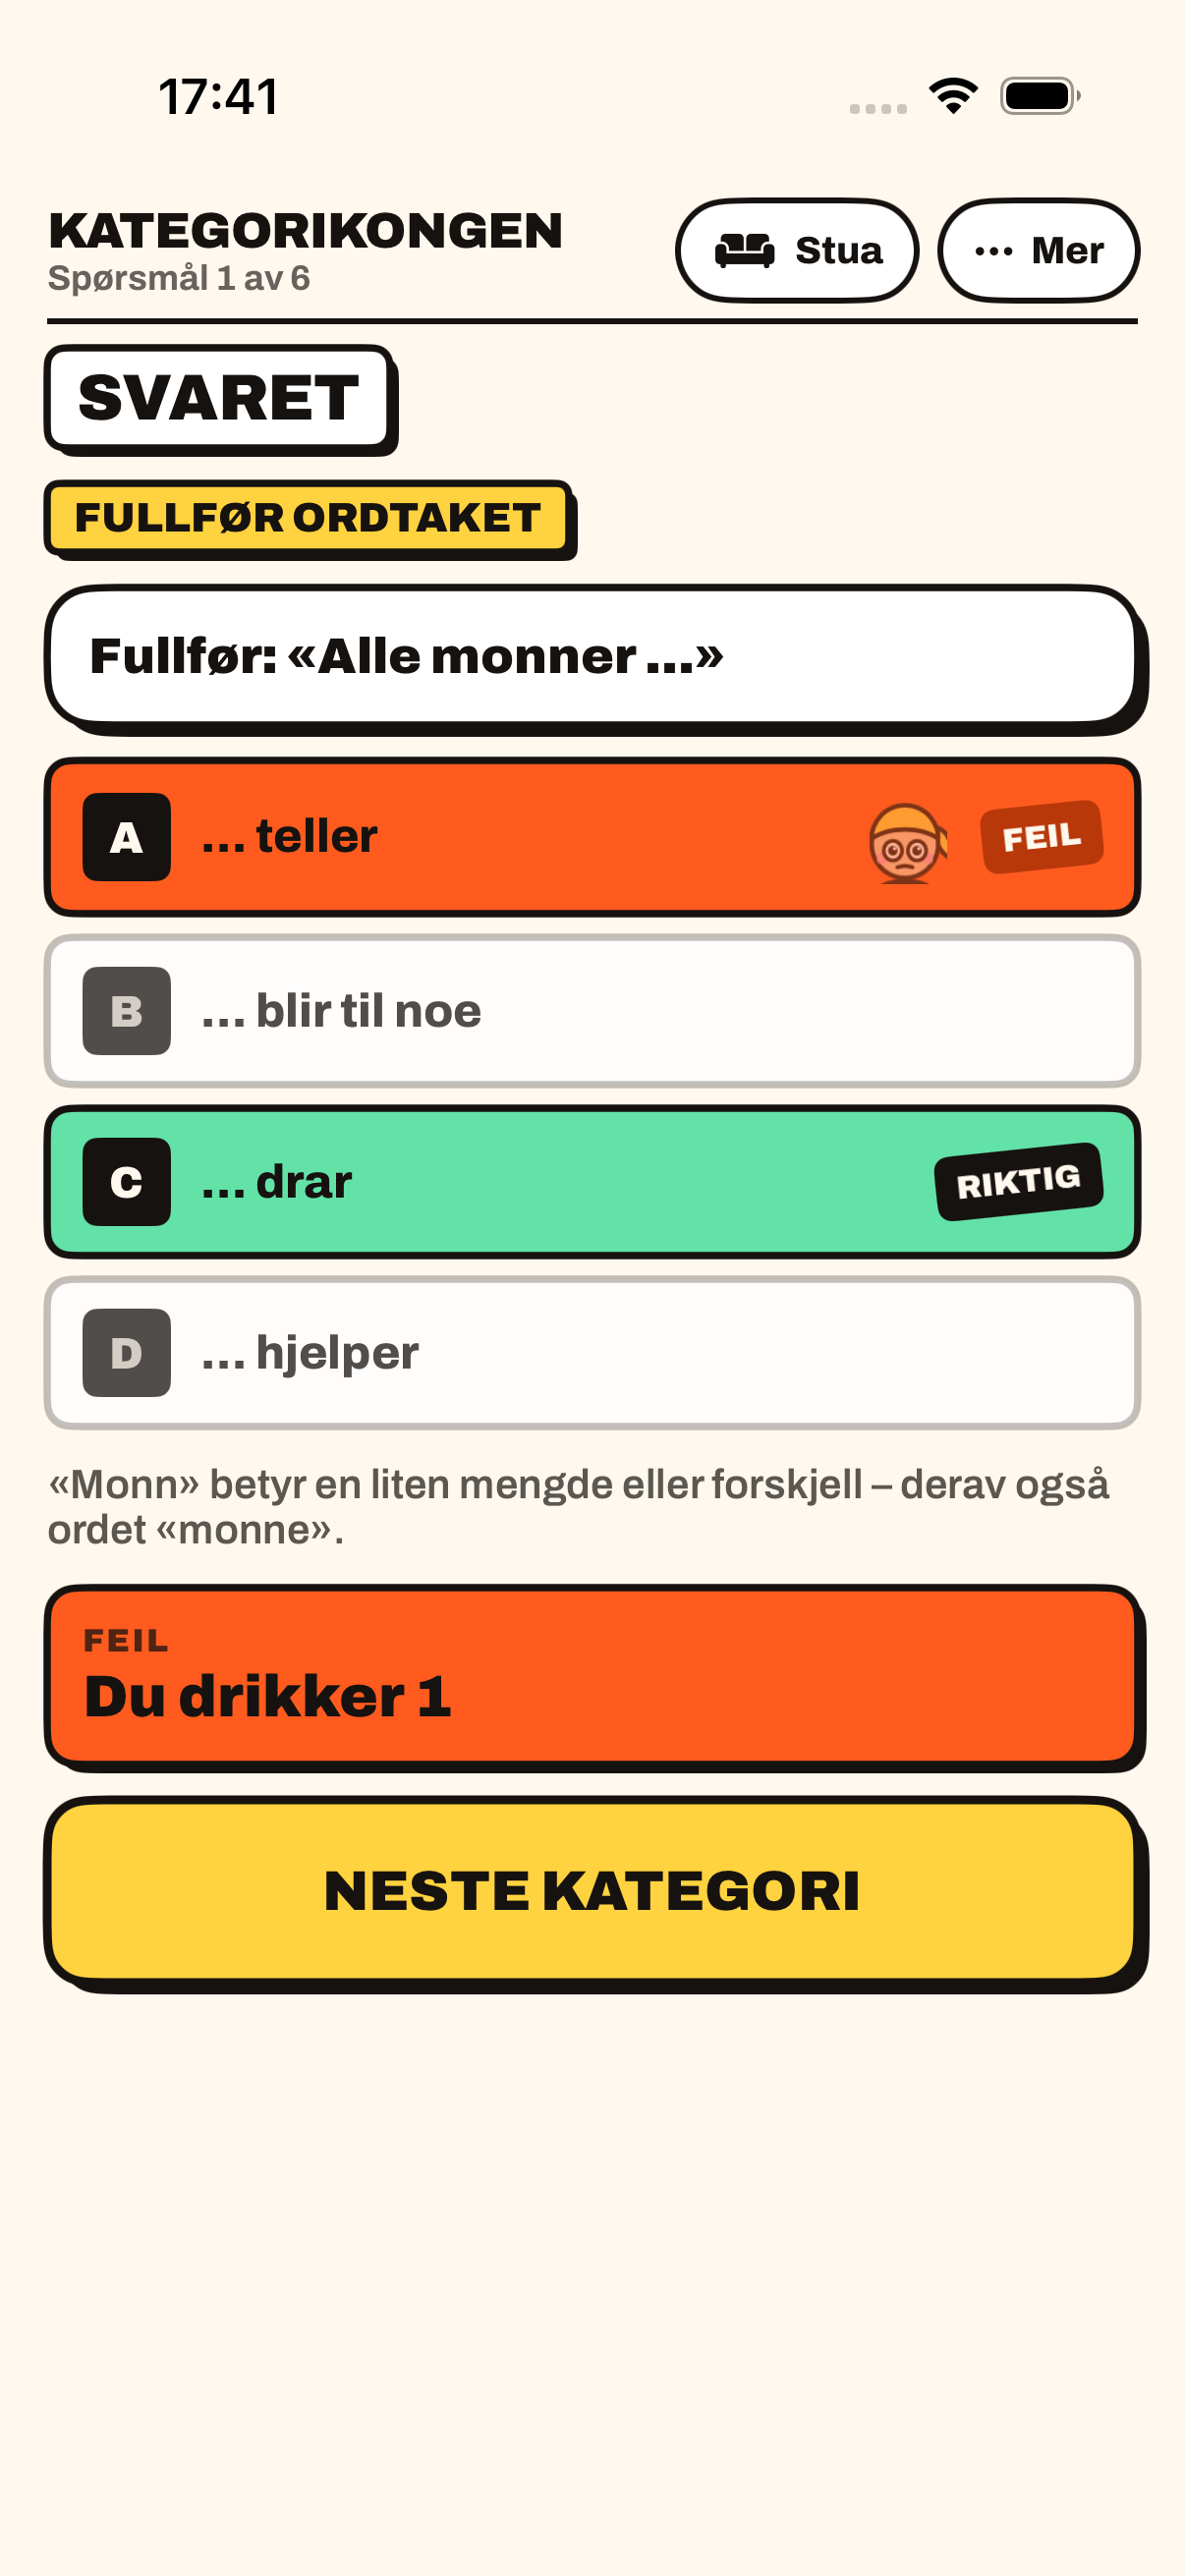 17:41
KATEGORIKONGEN
Spørsmål 1 av 6
Stua
··· Mer
SVARET
FULLFØR ORDTAKET
Fullfør: «Alle monner ...»
A ... teller FEIL
B ... blir til noe
C ... drar RIKTIG
D ... hjelper
«Monn» betyr en liten mengde eller forskjell – derav også
ordet «monne».
FEIL
Du drikker 1
NESTE KATEGORI